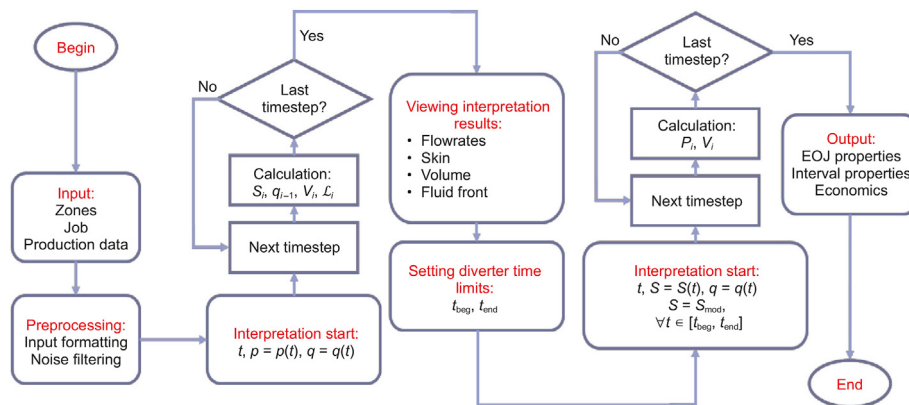 Begin
Input:
Zones
Job
Production data
Preprocessing:
Input formatting
Noise filtering
Interpretation start:
t, p = p(t), q = q(t)
Next timestep
Calculation:
Sᵢ, qᵢ₋₁, Vᵢ, ℒᵢ
Last
timestep?
No
Yes
Viewing interpretation
results:
• Flowrates
• Skin
• Volume
• Fluid front
Setting diverter time
limits:
t_beg, t_end
Interpretation start:
t, S = S(t), q = q(t)
S = S_mod,
∀t ∈ [t_beg, t_end]
Next timestep
Calculation:
Pᵢ, Vᵢ
Last
timestep?
No
Yes
Output:
EOJ properties
Interval properties
Economics
End